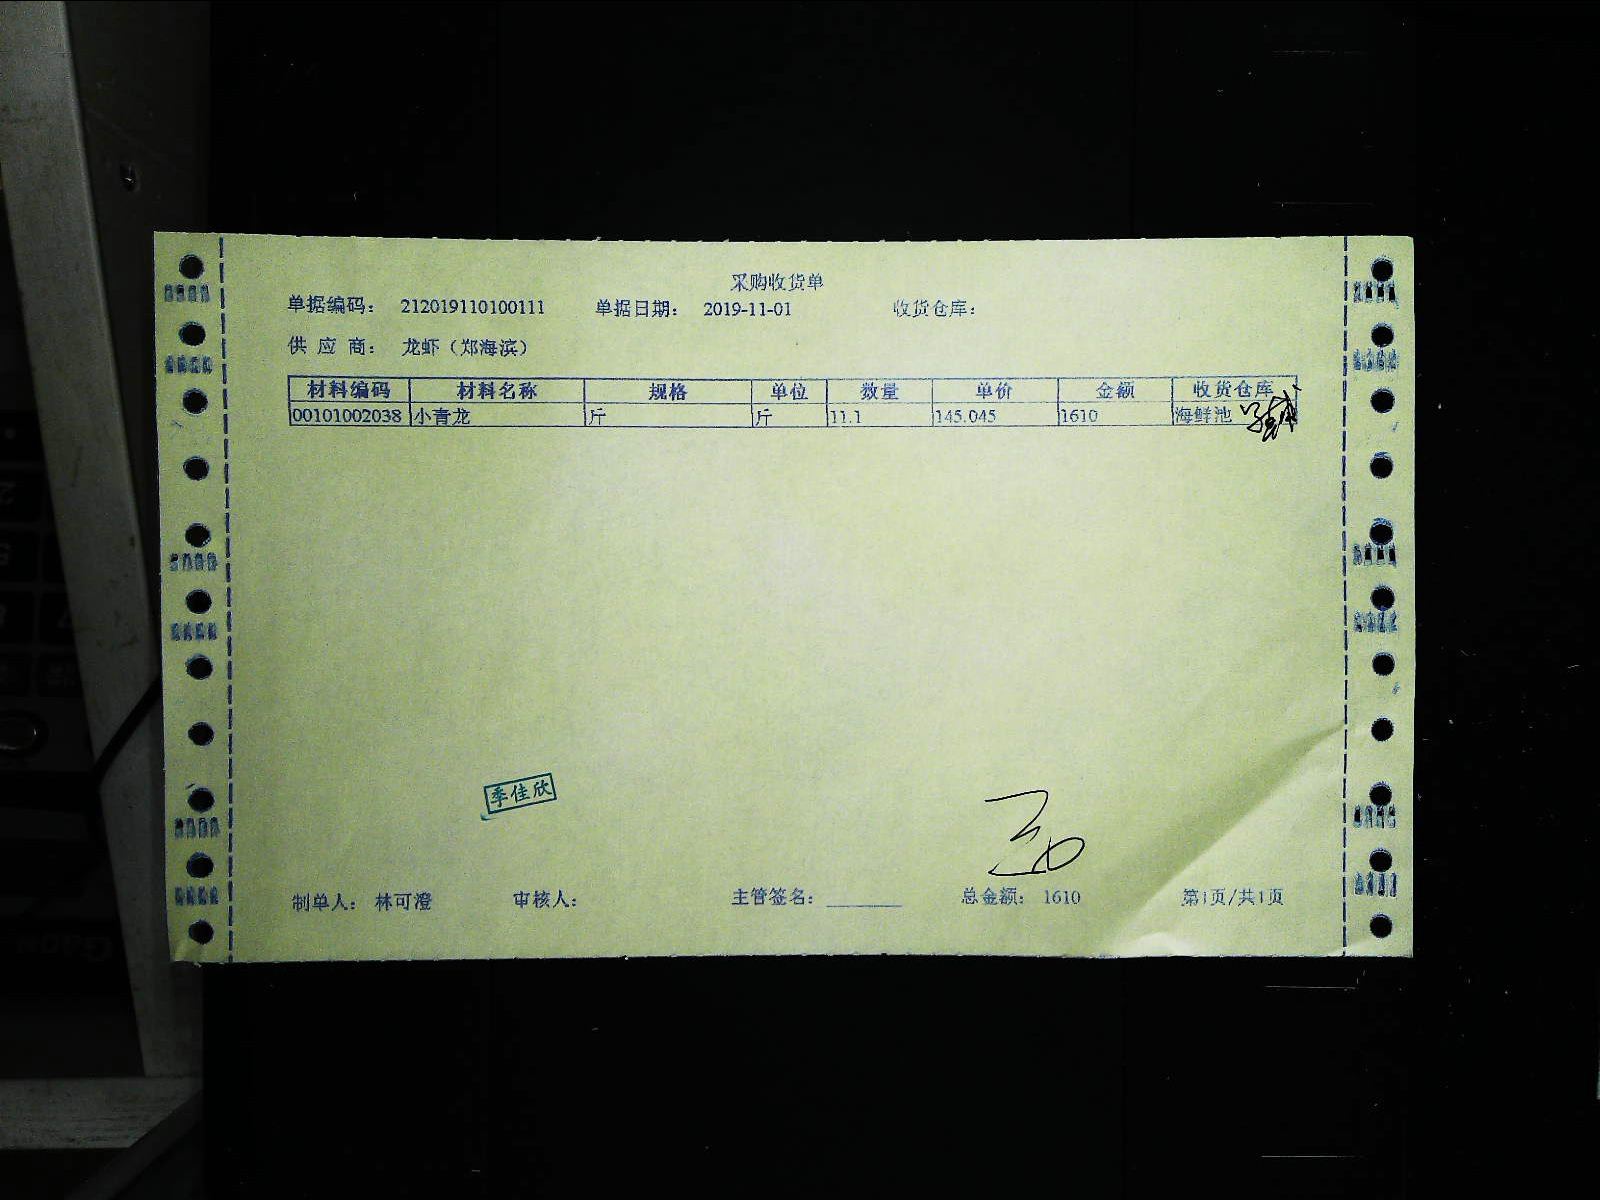 采购收货单
单据编码： 212019110100111 单据日期： 2019-11-01 收货仓库：
供应商： 龙虾（郑海滨）
材料编码 材料名称 规格 单位 数量 单价 金额 收货仓库
00101002038 小青龙 斤 斤 11.1 145.045 1610 海鲜池
季佳欣
制单人： 林可澄 审核人： 主管签名：________ 总金额： 1610 第1页/共1页